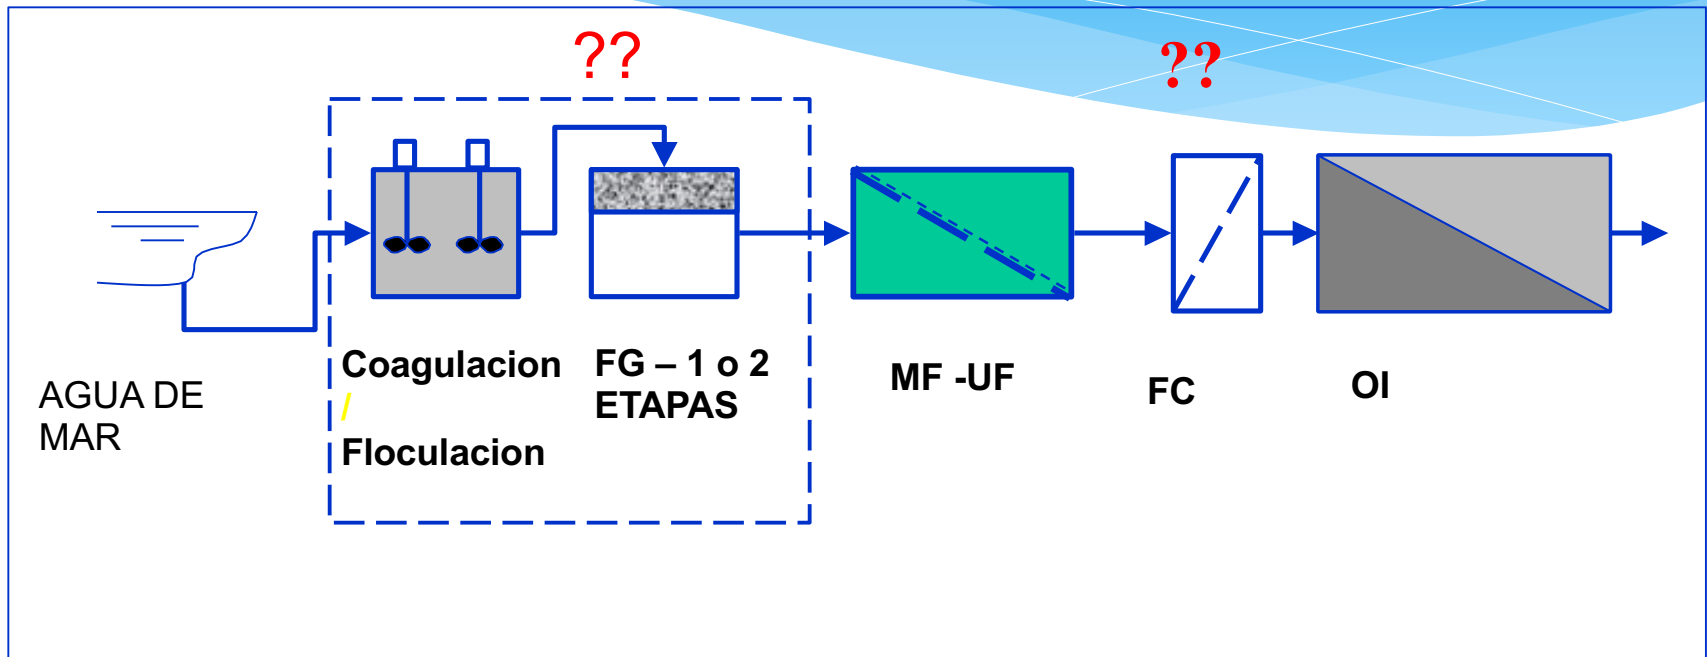 ??
??
AGUA DE
MAR
Coagulacion
/
Floculacion
FG – 1 o 2
ETAPAS
MF -UF
FC
OI